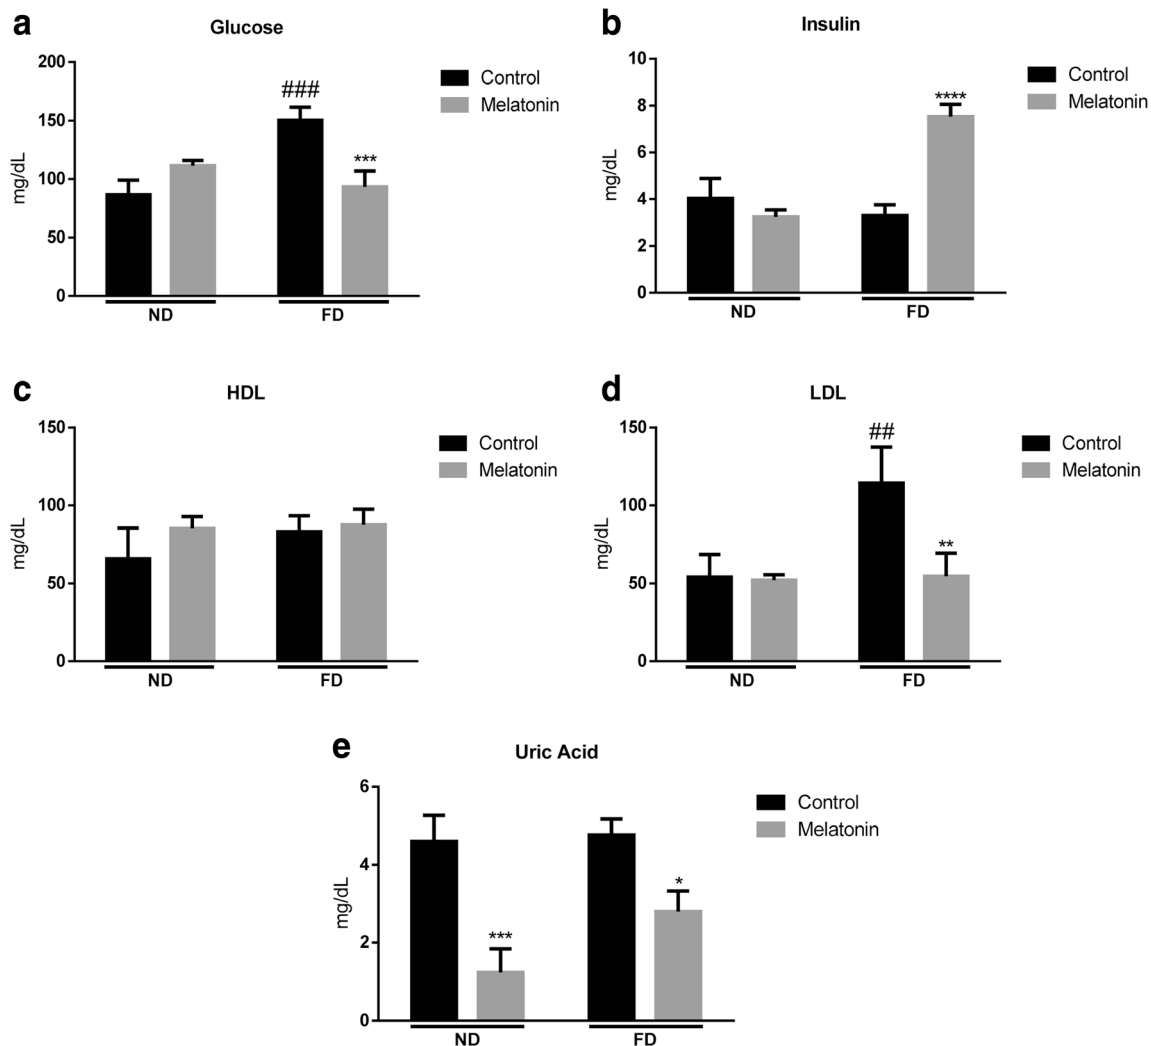 a
Glucose
200
150
100
50
0
mg/dL
###
***
Control
Melatonin
ND
FD
b
Insulin
10
8
6
4
2
0
mg/dL
****
Control
Melatonin
ND
FD
c
HDL
150
100
50
0
mg/dL
Control
Melatonin
ND
FD
d
LDL
150
100
50
0
mg/dL
##
**
Control
Melatonin
ND
FD
e
Uric Acid
6
4
2
0
mg/dL
***
*
Control
Melatonin
ND
FD